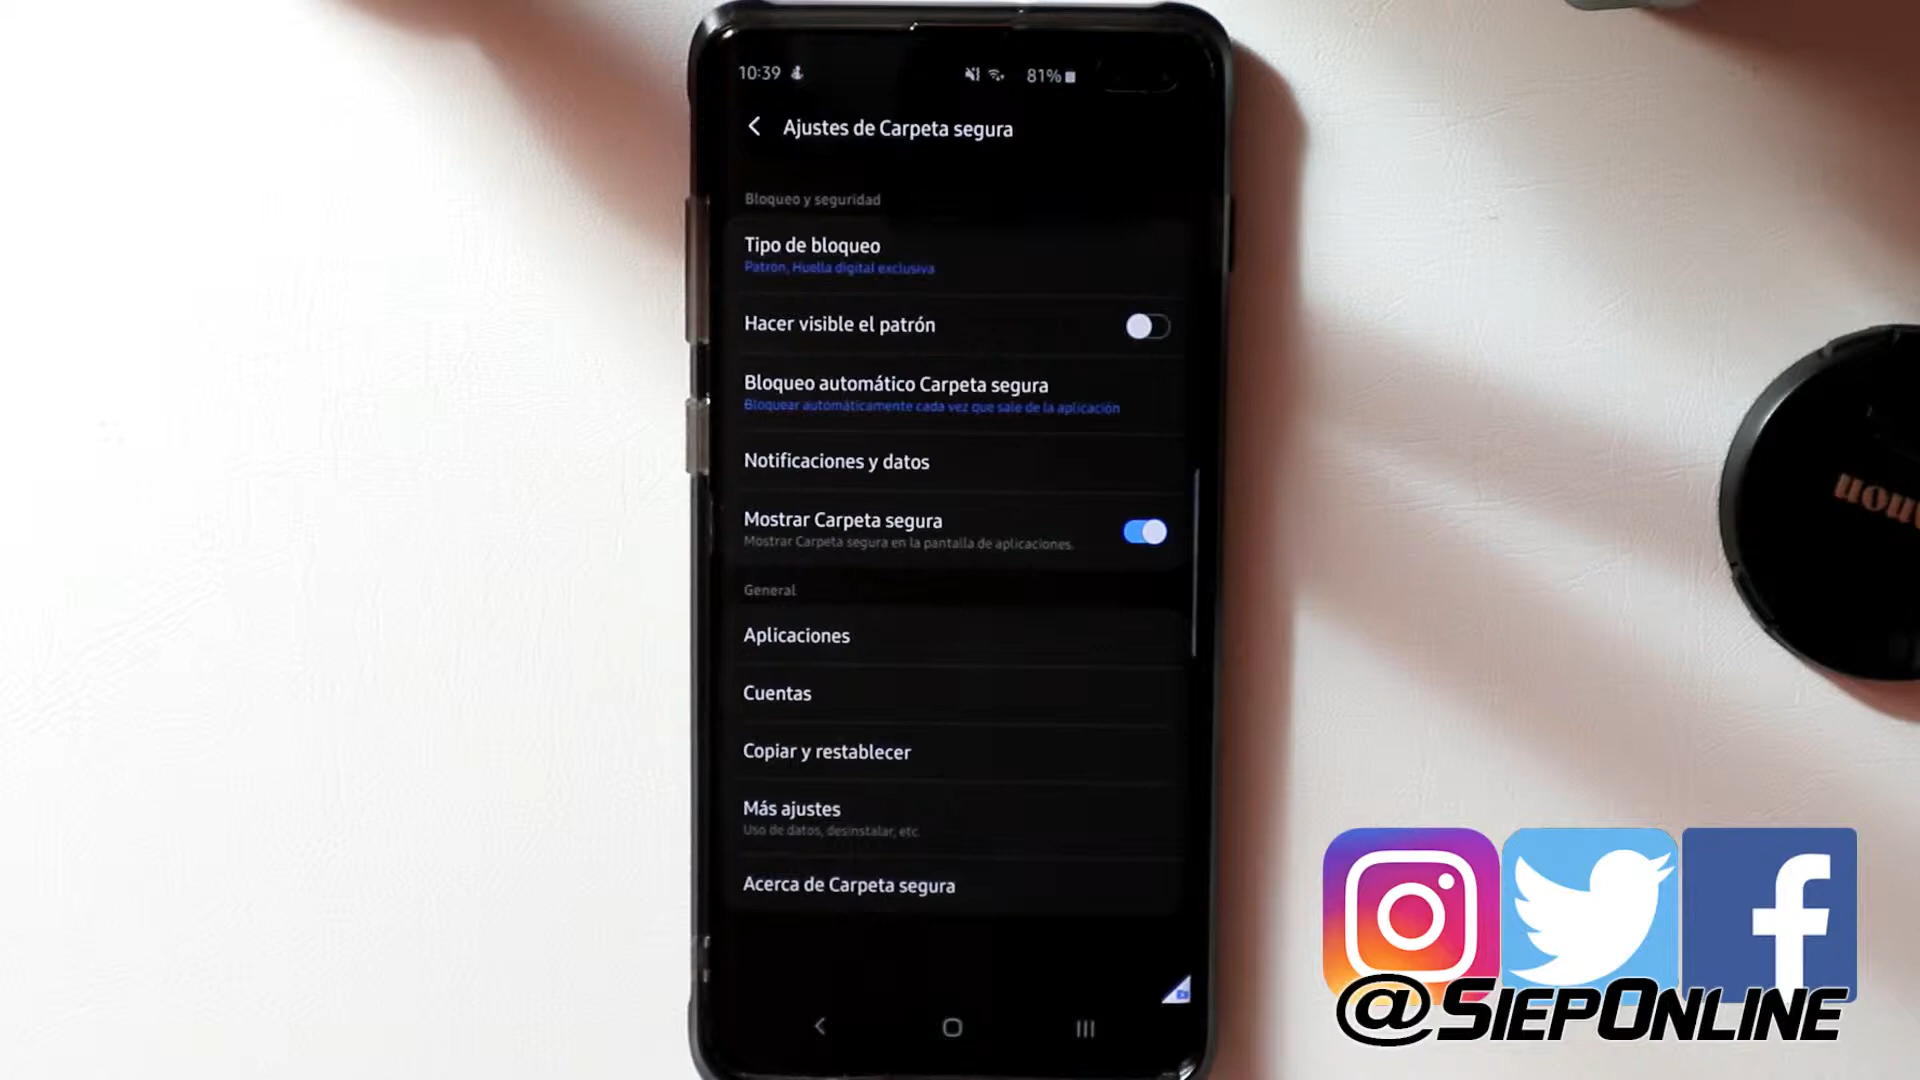 10:39
81%
Ajustes de Carpeta segura
Bloqueo y seguridad
Tipo de bloqueo
Patrón, Huella digital exclusiva
Hacer visible el patrón
Bloqueo automático Carpeta segura
Bloquear automáticamente cada vez que sale de la aplicación
Notificaciones y datos
Mostrar Carpeta segura
Mostrar Carpeta segura en la pantalla de aplicaciones.
General
Aplicaciones
Cuentas
Copiar y restablecer
Más ajustes
Uso de datos, desinstalar, etc.
Acerca de Carpeta segura
@SiepOnline